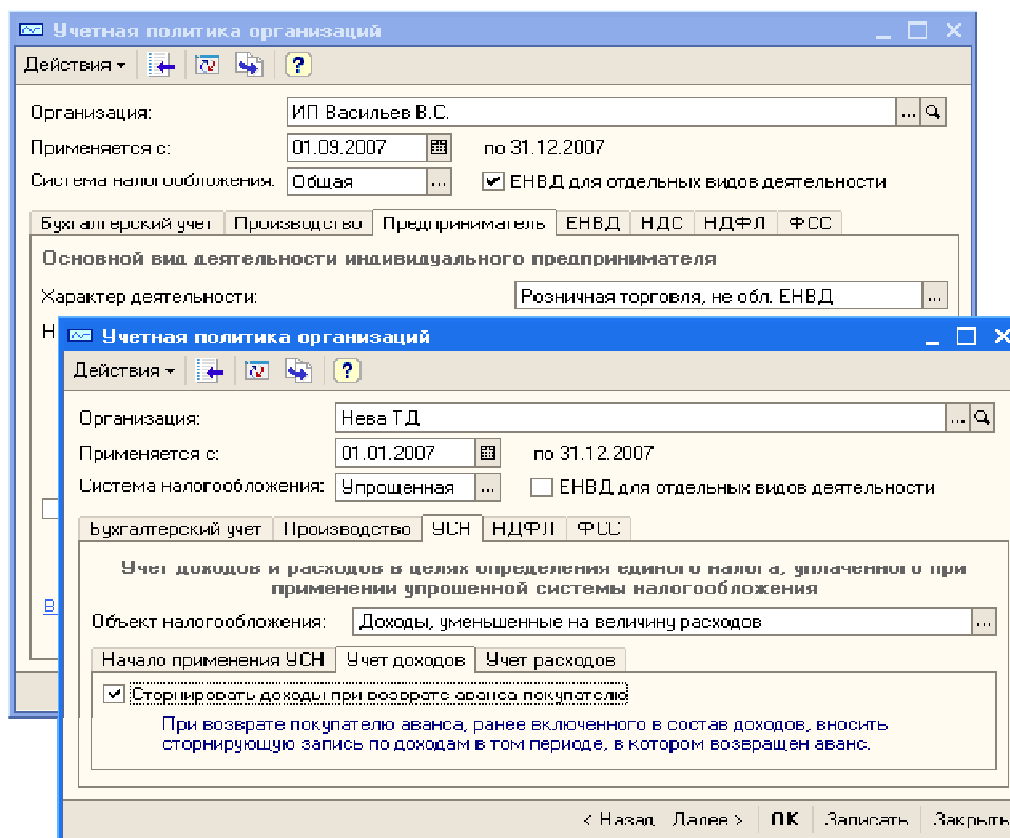 Учетная политика организаций
Действия
Организация: ИП Васильев В.С. ...
Применяется с: 01.09.2007 по 31.12.2007
Система налогообложения: Общая ... ЕНВД для отдельных видов деятельности
Бухгалтерский учет Производство Предприниматель ЕНВД НДС НДФЛ ФСС
Основной вид деятельности индивидуального предпринимателя
Характер деятельности: Розничная торговля, не обл. ЕНВД ...
Н
В
Учетная политика организаций
Действия
Организация: Нева ТД ...
Применяется с: 01.01.2007 по 31.12.2007
Система налогообложения: Упрощенная ... ЕНВД для отдельных видов деятельности
Бухгалтерский учет Производство УСН НДФЛ ФСС
Учет доходов и расходов в целях определения единого налога, уплаченного при
применении упрощенной системы налогообложения
Объект налогообложения: Доходы, уменьшенные на величину расходов ...
Начало применения УСН Учет доходов Учет расходов
Сторнировать доходы при возврате аванса покупателю
При возврате покупателю аванса, ранее включенного в состав доходов, вносить
сторнирующую запись по доходам в том периоде, в котором возвращен аванс.
< Назад Далее > ОК Записать Закрыть